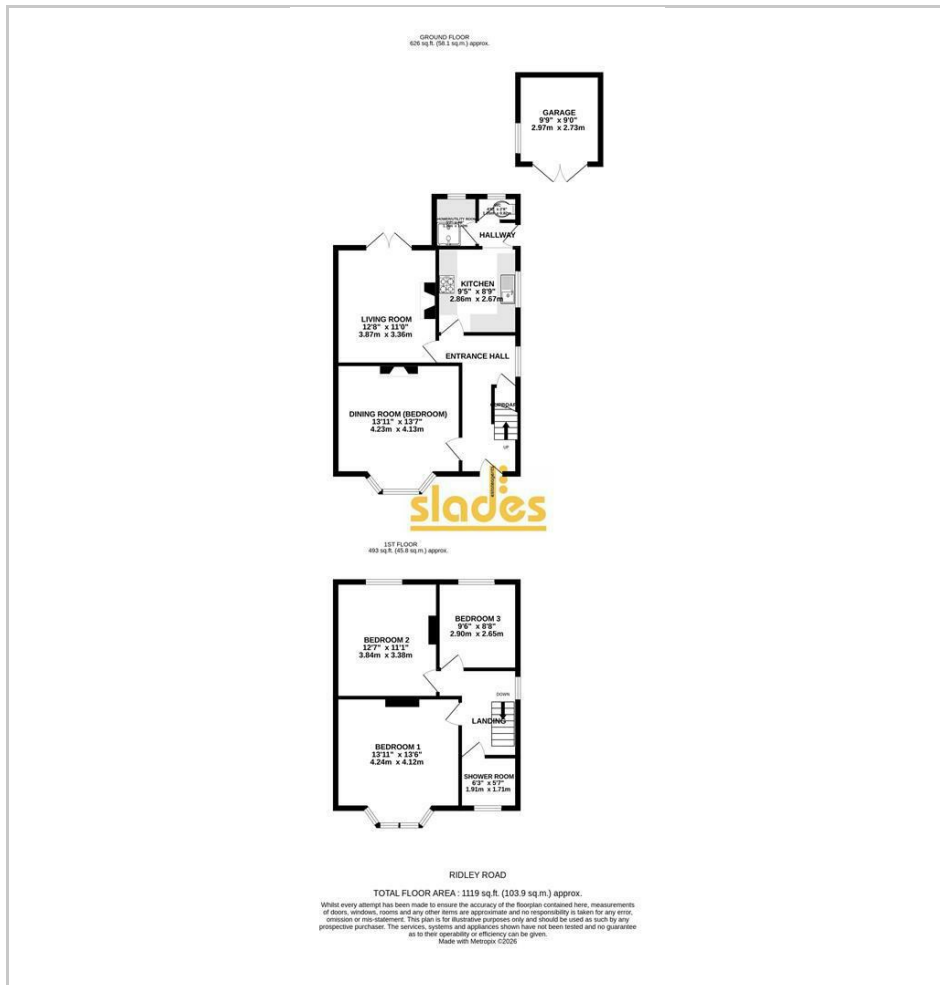 GROUND FLOOR
626 sq.ft. (58.1 sq.m.) approx.
GARAGE
9'9" x 9'0"
2.97m x 2.73m
HALLWAY
KITCHEN
9'5" x 8'9"
2.86m x 2.67m
LIVING ROOM
12'8" x 11'0"
3.87m x 3.36m
ENTRANCE HALL
DINING ROOM (BEDROOM)
13'11" x 13'7"
4.23m x 4.13m
UP
slades
1ST FLOOR
493 sq.ft. (45.8 sq.m.) approx.
BEDROOM 3
9'6" x 8'8"
2.90m x 2.65m
BEDROOM 2
12'7" x 11'1"
3.84m x 3.38m
DOWN
LANDING
BEDROOM 1
13'11" x 13'6"
4.24m x 4.12m
SHOWER ROOM
6'3" x 5'7"
1.91m x 1.71m
RIDLEY ROAD
TOTAL FLOOR AREA : 1119 sq.ft. (103.9 sq.m.) approx.
Whilst every attempt has been made to ensure the accuracy of the floorplan contained here, measurements
of doors, windows, rooms and any other items are approximate and no responsibility is taken for any error,
omission or mis-statement. This plan is for illustrative purposes only and should be used as such by any
prospective purchaser. The services, systems and appliances shown have not been tested and no guarantee
as to their operability or efficiency can be given.
Made with Metropix ©2026